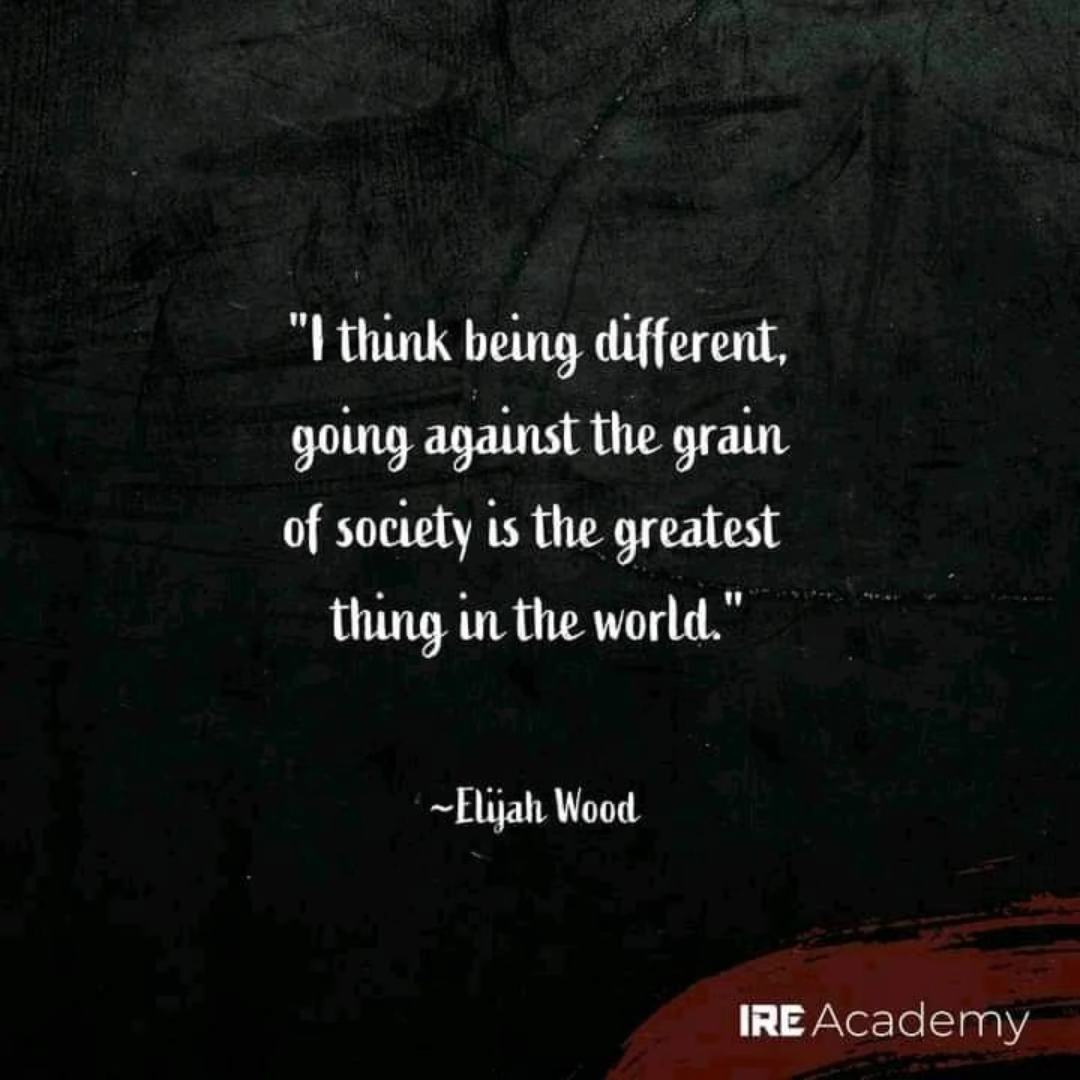 "I think being different,
going against the grain
of society is the greatest
thing in the world."
~Elijah Wood
IRE Academy